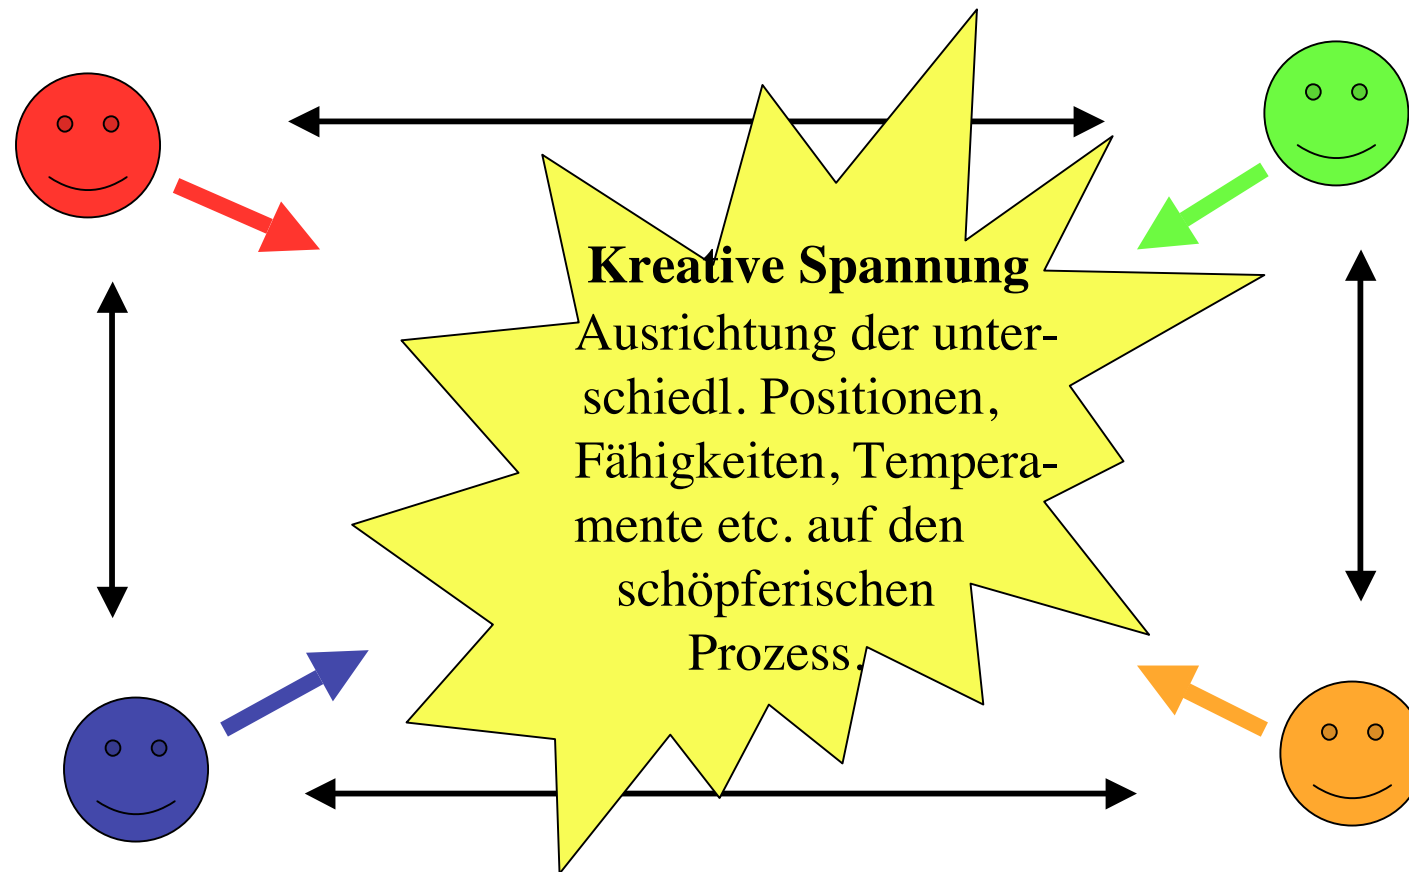 Kreative Spannung
Ausrichtung der unter-
schiedl. Positionen,
Fähigkeiten, Tempera-
mente etc. auf den
schöpferischen
Prozess.